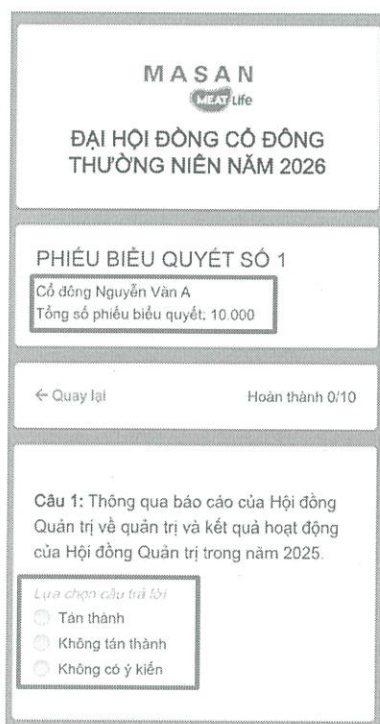 MASAN
MEAT Life
ĐẠI HỘI ĐỒNG CỔ ĐÔNG
THƯỜNG NIÊN NĂM 2026
PHIẾU BIỂU QUYẾT SỐ 1
Cổ đông Nguyễn Văn A
Tổng số phiếu biểu quyết: 10.000
← Quay lại
Hoàn thành 0/10
Câu 1: Thông qua báo cáo của Hội đồng
Quản trị về quản trị và kết quả hoạt động
của Hội đồng Quản trị trong năm 2025.
Lựa chọn câu trả lời
Tán thành
Không tán thành
Không có ý kiến